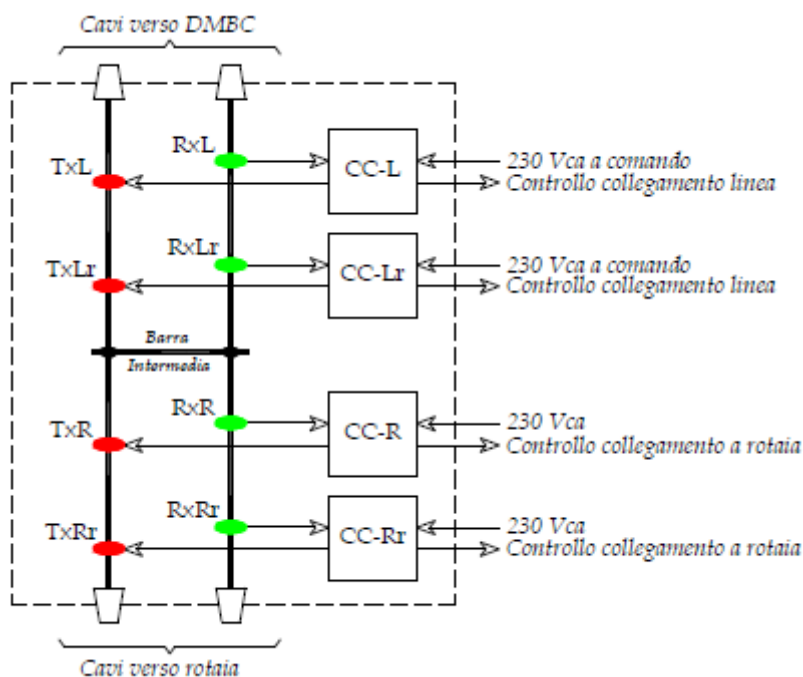 Cavi verso DMBC
RxL
TxL
CC-L
230 Vca a comando
Controllo collegamento linea
RxLr
TxLr
CC-Lr
230 Vca a comando
Controllo collegamento linea
Barra
Intermedia
RxR
TxR
CC-R
230 Vca
Controllo collegamento a rotaia
RxRr
TxRr
CC-Rr
230 Vca
Controllo collegamento a rotaia
Cavi verso rotaia